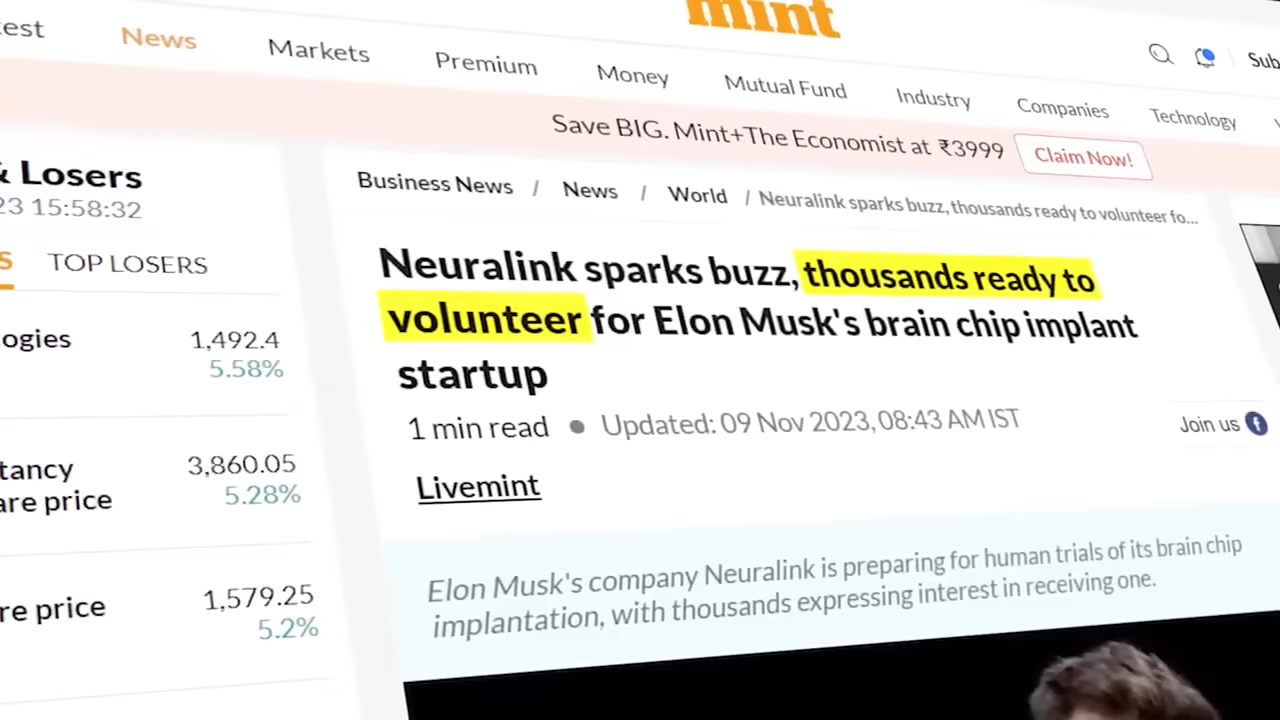 mint
News
Markets
Premium
Money
Mutual Fund
Industry
Companies
Technology
Save BIG. Mint+The Economist at ₹3999
Claim Now!
& Losers
23 15:58:32
TOP LOSERS
1,492.4
5.58%
3,860.05
are price
5.28%
1,579.25
re price
5.2%
Business News / News / World / Neuralink sparks buzz, thousands ready to volunteer fo...
Neuralink sparks buzz, thousands ready to
volunteer for Elon Musk's brain chip implant
startup
1 min read ● Updated: 09 Nov 2023, 08:43 AM IST
Join us
Livemint
Elon Musk's company Neuralink is preparing for human trials of its brain chip
implantation, with thousands expressing interest in receiving one.